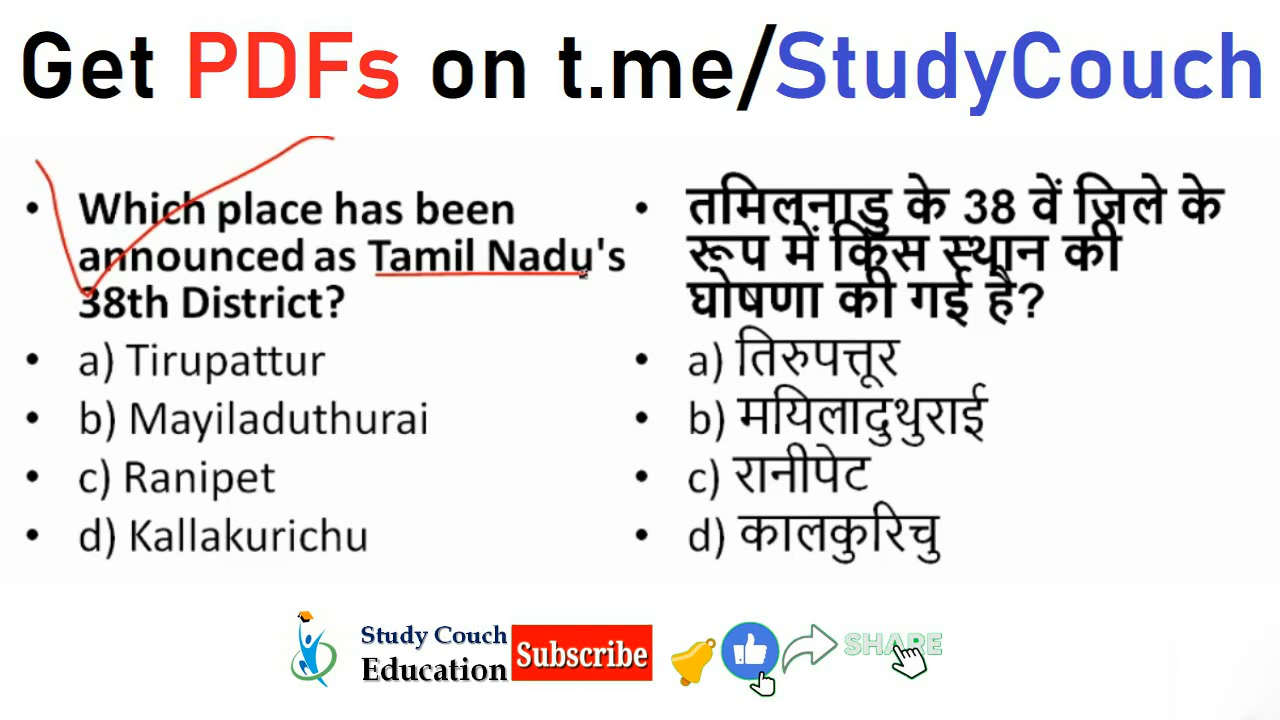 Get PDFs on t.me/StudyCouch
• Which place has been
announced as Tamil Nadu's
38th District?
• a) Tirupattur
• b) Mayiladuthurai
• c) Ranipet
• d) Kallakurichu
• तमिलनाडु के 38 वें जिले के
रूप में किस स्थान की
घोषणा की गई है?
• a) तिरुपत्तूर
• b) मयिलादुथुराई
• c) रानीपेट
• d) कालकुरिचु
Study Couch
Education
Subscribe
SHARE